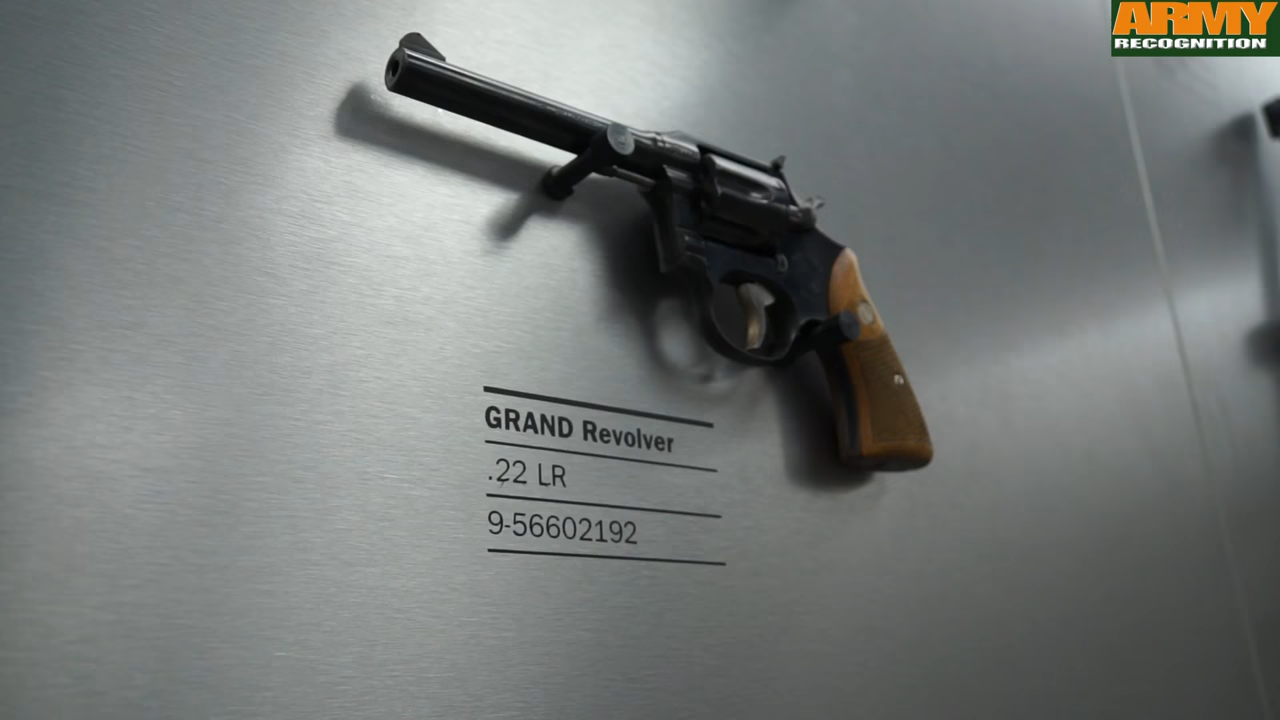 ARMY
RECOGNITION
GRAND Revolver
.22 LR
9-56602192